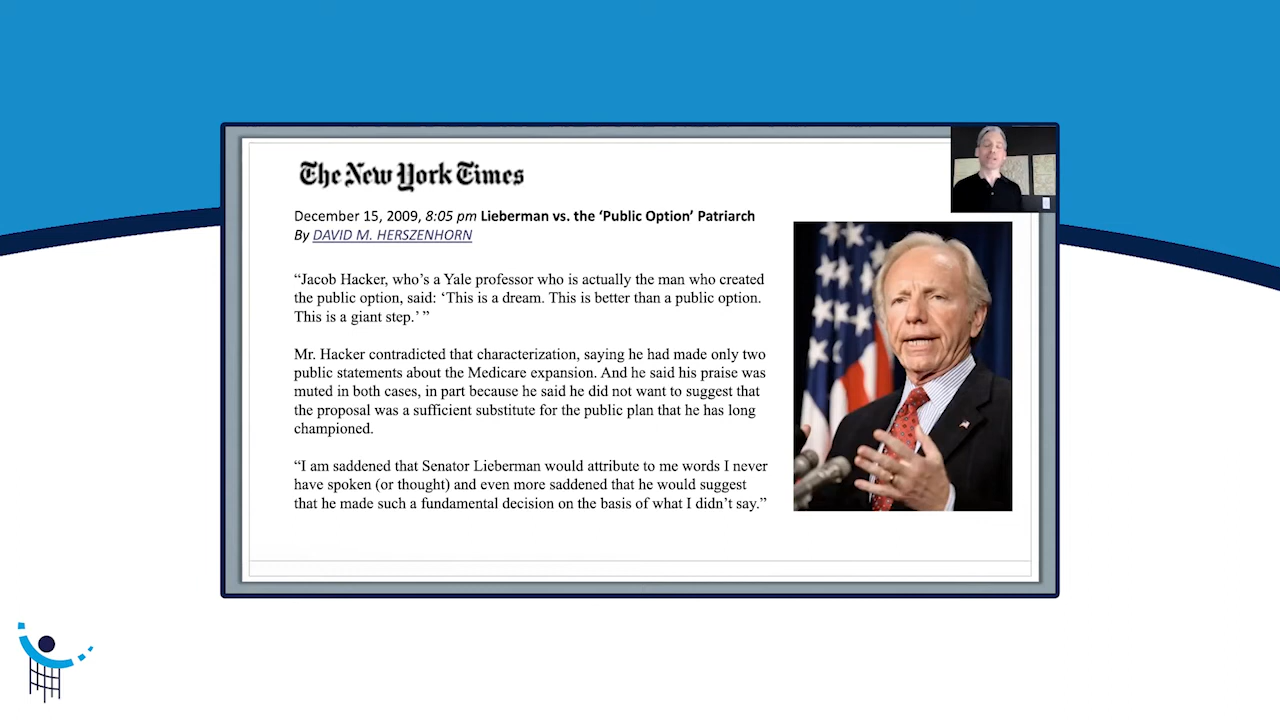 The New York Times
December 15, 2009, 8:05 pm Lieberman vs. the ‘Public Option’ Patriarch
By DAVID M. HERSZENHORN
“Jacob Hacker, who’s a Yale professor who is actually the man who created
the public option, said: ‘This is a dream. This is better than a public option.
This is a giant step.’ ”
Mr. Hacker contradicted that characterization, saying he had made only two
public statements about the Medicare expansion. And he said his praise was
muted in both cases, in part because he said he did not want to suggest that
the proposal was a sufficient substitute for the public plan that he has long
championed.
“I am saddened that Senator Lieberman would attribute to me words I never
have spoken (or thought) and even more saddened that he would suggest
that he made such a fundamental decision on the basis of what I didn’t say.”